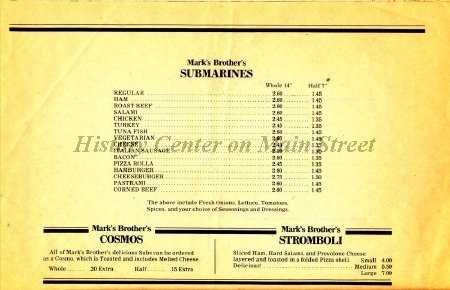 Mark's Brother's
SUBMARINES
Whole 14" Half 7"
REGULAR 2.60 1.45
HAM 2.60 1.45
ROAST BEEF 2.60 1.45
SALAMI 2.60 1.45
CHICKEN 2.45 1.35
TURKEY 2.45 1.35
TUNA FISH 2.60 1.45
VEGETARIAN 1.45
CHEESE
ITALIAN SAUSAGE
History Center on Main Street
BACON 2.60 1.35
PIZZA ROLLA 2.45 1.35
HAMBURGER 2.60 1.45
CHEESEBURGER 2.75 1.50
PASTRAMI 2.60 1.45
CORNED BEEF 2.60 1.45
The above include Fresh Onions, Lettuce, Tomatoes,
Spices, and your choice of Seasonings and Dressings.
Mark's Brother's
COSMOS
All of Mark's Brother's delicious Subs can be ordered
as a Cosmo, which is Toasted and includes Melted Cheese.
Whole ..... .20 Extra Half ..... .15 Extra
Mark's Brother's
STROMBOLI
Sliced Ham, Hard Salami, and Provolone Cheese
layered and toasted in a folded Pizza shell.
Delicious!
Small 4.00
Medium 5.50
Large 7.00